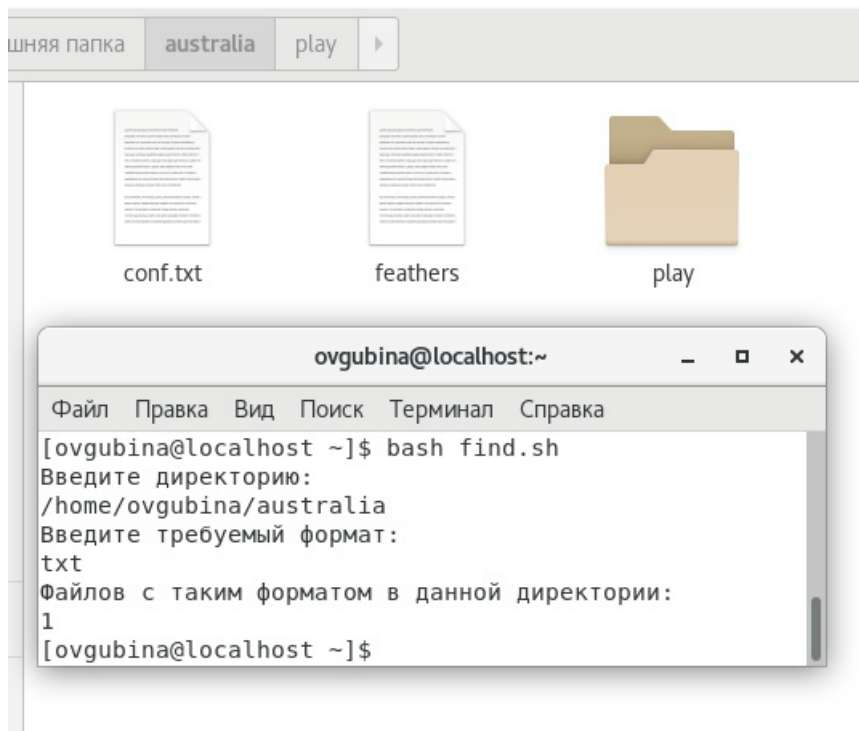 шняя папка australia play
conf.txt feathers play
ovgubina@localhost:~
Файл Правка Вид Поиск Терминал Справка
[ovgubina@localhost ~]$ bash find.sh
Введите директорию:
/home/ovgubina/australia
Введите требуемый формат:
txt
Файлов с таким форматом в данной директории:
1
[ovgubina@localhost ~]$